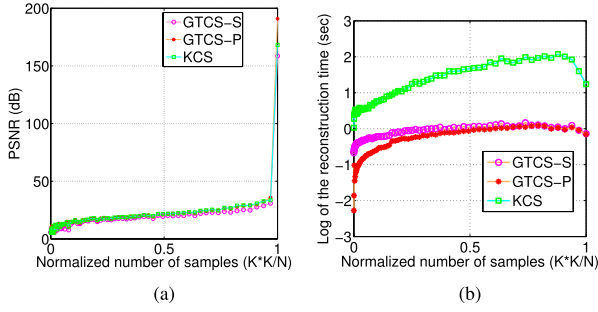 200
150
100
50
0
0
0.5
1
PSNR (dB)
Normalized number of samples (K*K/N)
GTCS-S
GTCS-P
KCS
(a)
3
2
1
0
-1
-2
-3
0
0.5
1
Log of the reconstruction time (sec)
Normalized number of samples (K*K/N)
GTCS-S
GTCS-P
KCS
(b)